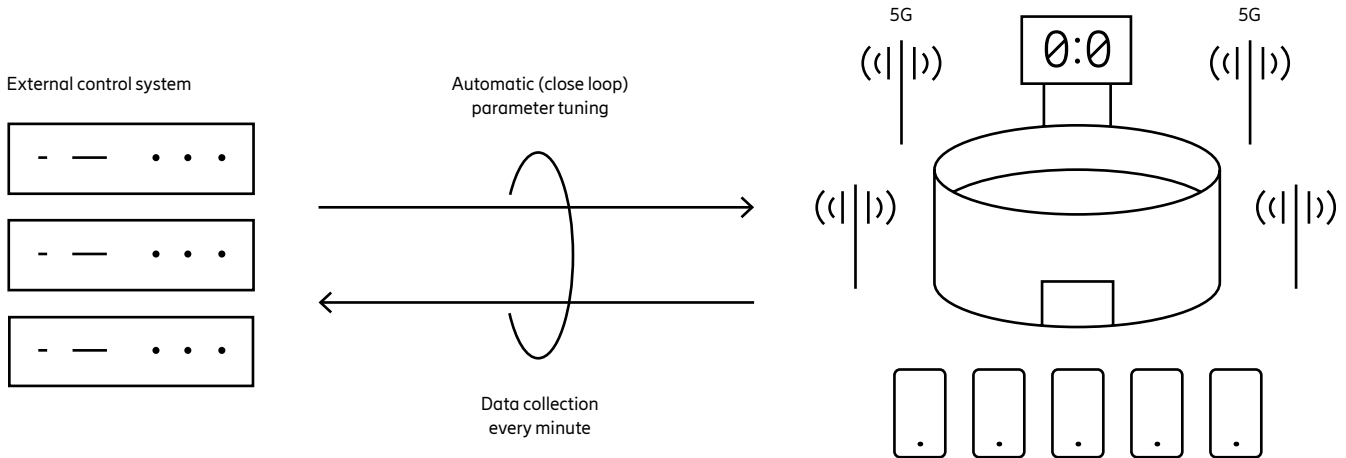 5G
5G
0:0
External control system
Automatic (close loop)
parameter tuning
Data collection
every minute